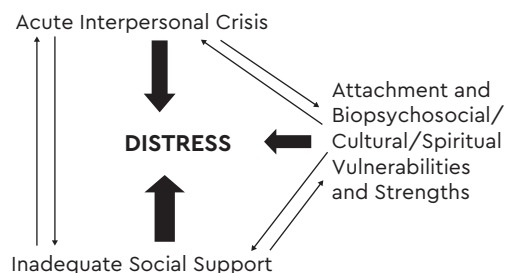 Acute Interpersonal Crisis
Attachment and
Biopsychosocial/
DISTRESS
Cultural/Spiritual
Vulnerabilities
and Strengths
Inadequate Social Support